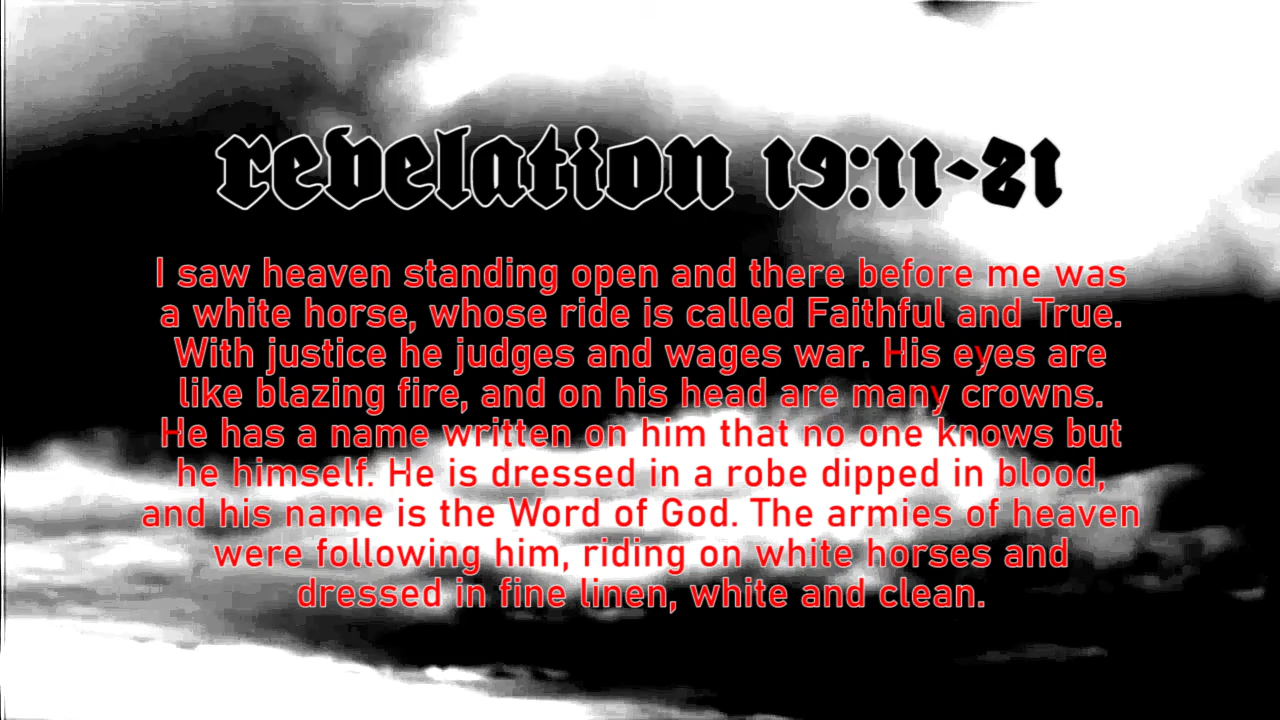 revelation 19:11-21
I saw heaven standing open and there before me was
a white horse, whose ride is called Faithful and True.
With justice he judges and wages war. His eyes are
like blazing fire, and on his head are many crowns.
He has a name written on him that no one knows but
he himself. He is dressed in a robe dipped in blood,
and his name is the Word of God. The armies of heaven
were following him, riding on white horses and
dressed in fine linen, white and clean.